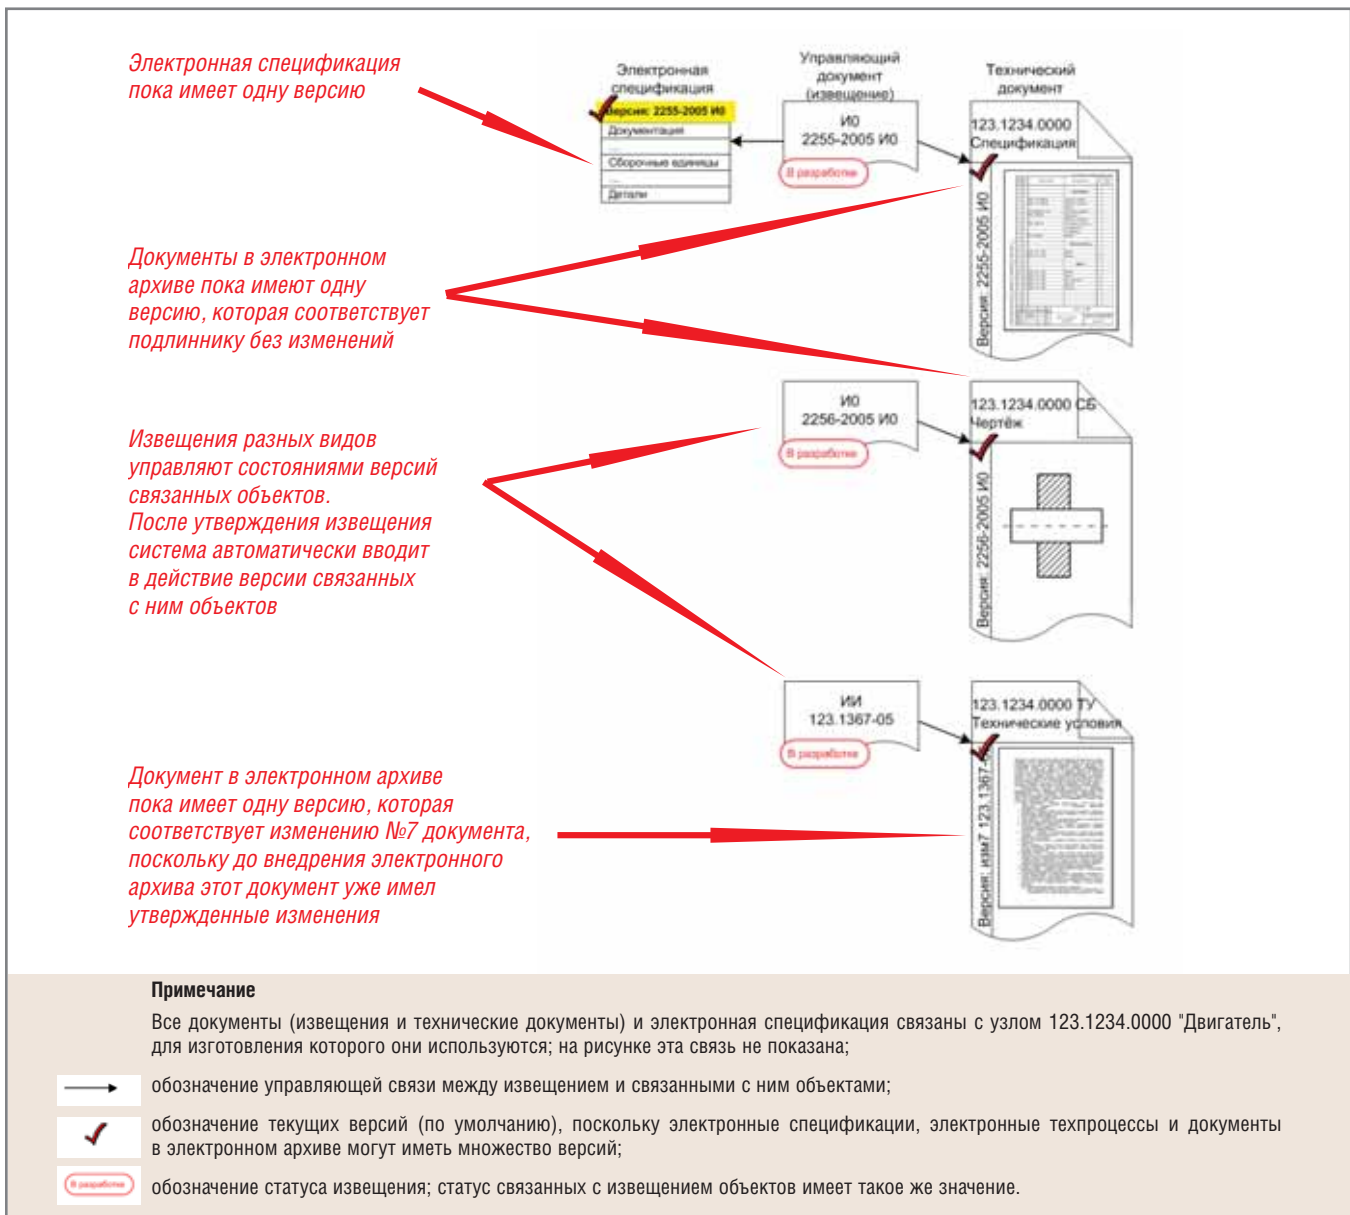 Электронная спецификация
пока имеет одну версию
Электронная
спецификация
Управляющий
документ
(извещение)
Технический
документ
Версия: 2255-2005 И0
Документация
....
Сборочные единицы
....
Детали
И0
2255-2005 И0
В разработке
123.1234.0000
Спецификация
Версия: 2255-2005 И0
Документы в электронном
архиве пока имеют одну
версию, которая соответствует
подлиннику без изменений
И0
2256-2005 И0
В разработке
123.1234.0000 СБ
Чертёж
Версия: 2256-2005 И0
Извещения разных видов
управляют состояниями версий
связанных объектов.
После утверждения извещения
система автоматически вводит
в действие версии связанных
с ним объектов
ИИ
123.1367-05
В разработке
123.1234.0000 ТУ
Технические условия
Версия: изм7 123.1367-
Документ в электронном архиве
пока имеет одну версию, которая
соответствует изменению №7 документа,
поскольку до внедрения электронного
архива этот документ уже имел
утвержденные изменения
Примечание
Все документы (извещения и технические документы) и электронная спецификация связаны с узлом 123.1234.0000 "Двигатель",
для изготовления которого они используются; на рисунке эта связь не показана;
обозначение управляющей связи между извещением и связанными с ним объектами;
обозначение текущих версий (по умолчанию), поскольку электронные спецификации, электронные техпроцессы и документы
в электронном архиве могут иметь множество версий;
В разработке
обозначение статуса извещения; статус связанных с извещением объектов имеет такое же значение.